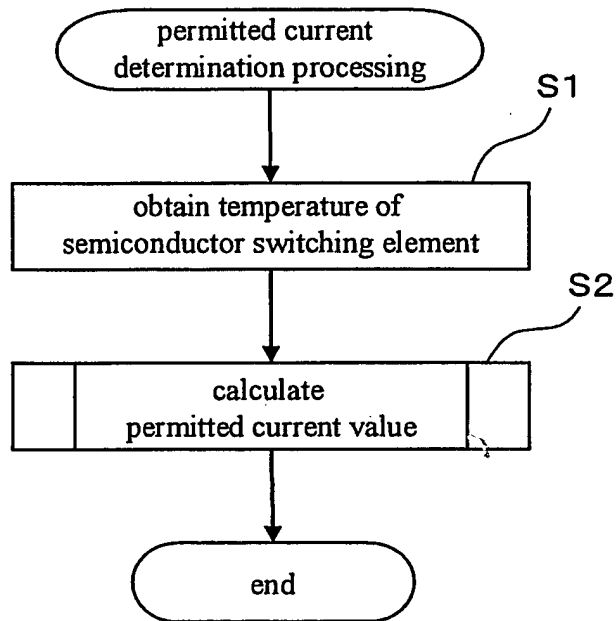 permitted current
determination processing
S1
obtain temperature of
semiconductor switching element
S2
calculate
permitted current value
end